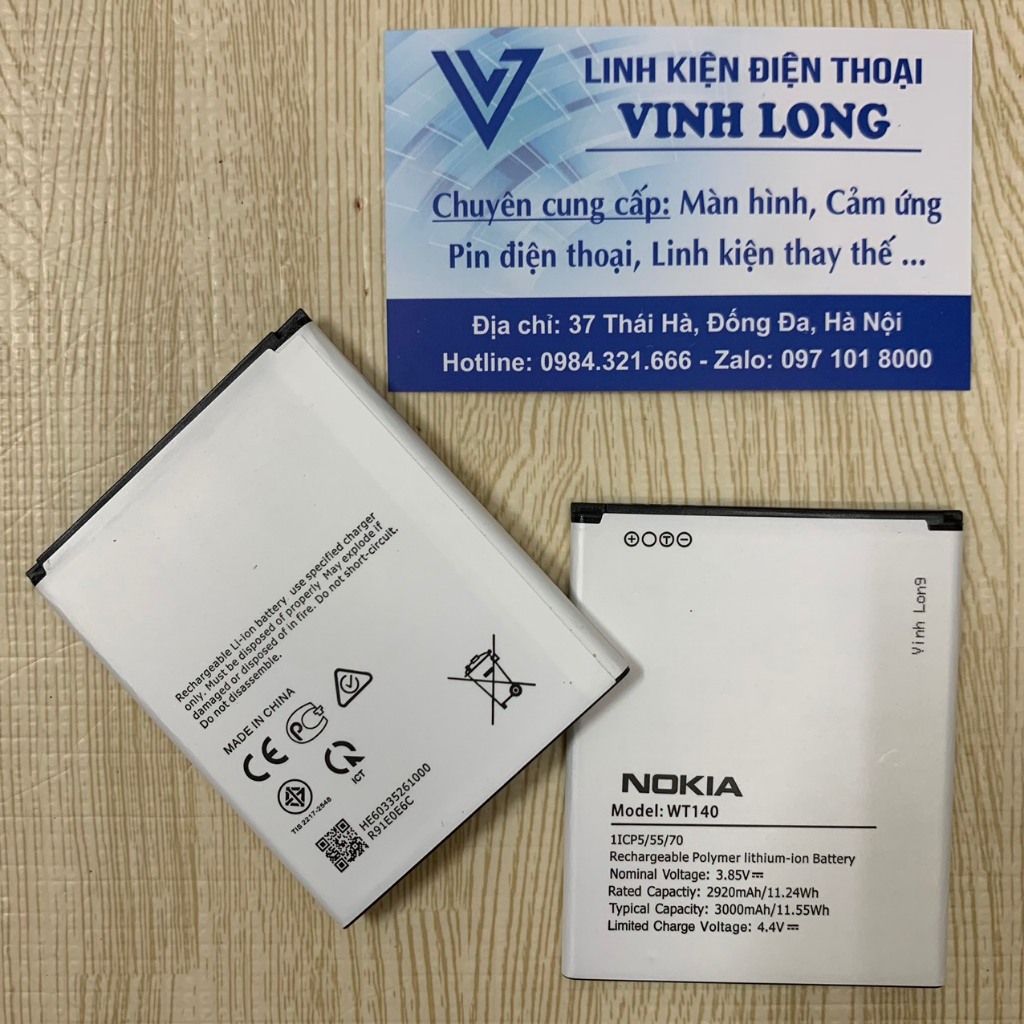 LINH KIỆN ĐIỆN THOẠI
VINH LONG
Chuyên cung cấp: Màn hình, Cảm ứng
Pin điện thoại, Linh kiện thay thế ...
Địa chỉ: 37 Thái Hà, Đống Đa, Hà Nội
Hotline: 0984.321.666 - Zalo: 097 101 8000
Rechargeable Li-ion battery use specified charger
only. Must be disposed of properly May explode if
damaged or disposed of in fire. Do not short-circuit.
Do not disassemble.
MADE IN CHINA
CE
PC
ICT
TIS 2217-2548
HE60335261000
R91E0E6C
+ T -
Vinh Long
NOKIA
Model: WT140
1ICP5/55/70
Rechargeable Polymer lithium-ion Battery
Nominal Voltage: 3.85V⎓
Rated Capactiy: 2920mAh/11.24Wh
Typical Capacity: 3000mAh/11.55Wh
Limited Charge Voltage: 4.4V⎓